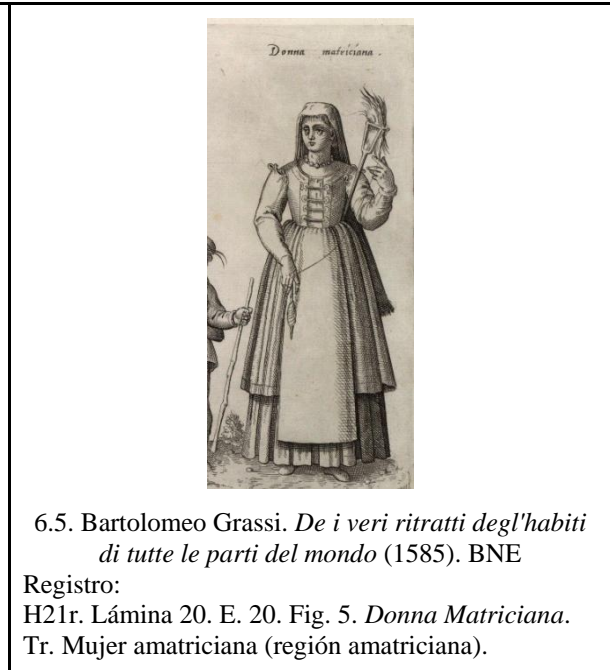 Donna matriciana.
6.5. Bartolomeo Grassi. De i veri ritratti degl'habiti
di tutte le parti del mondo (1585). BNE
Registro:
H21r. Lámina 20. E. 20. Fig. 5. Donna Matriciana.
Tr. Mujer amatriciana (región amatriciana).